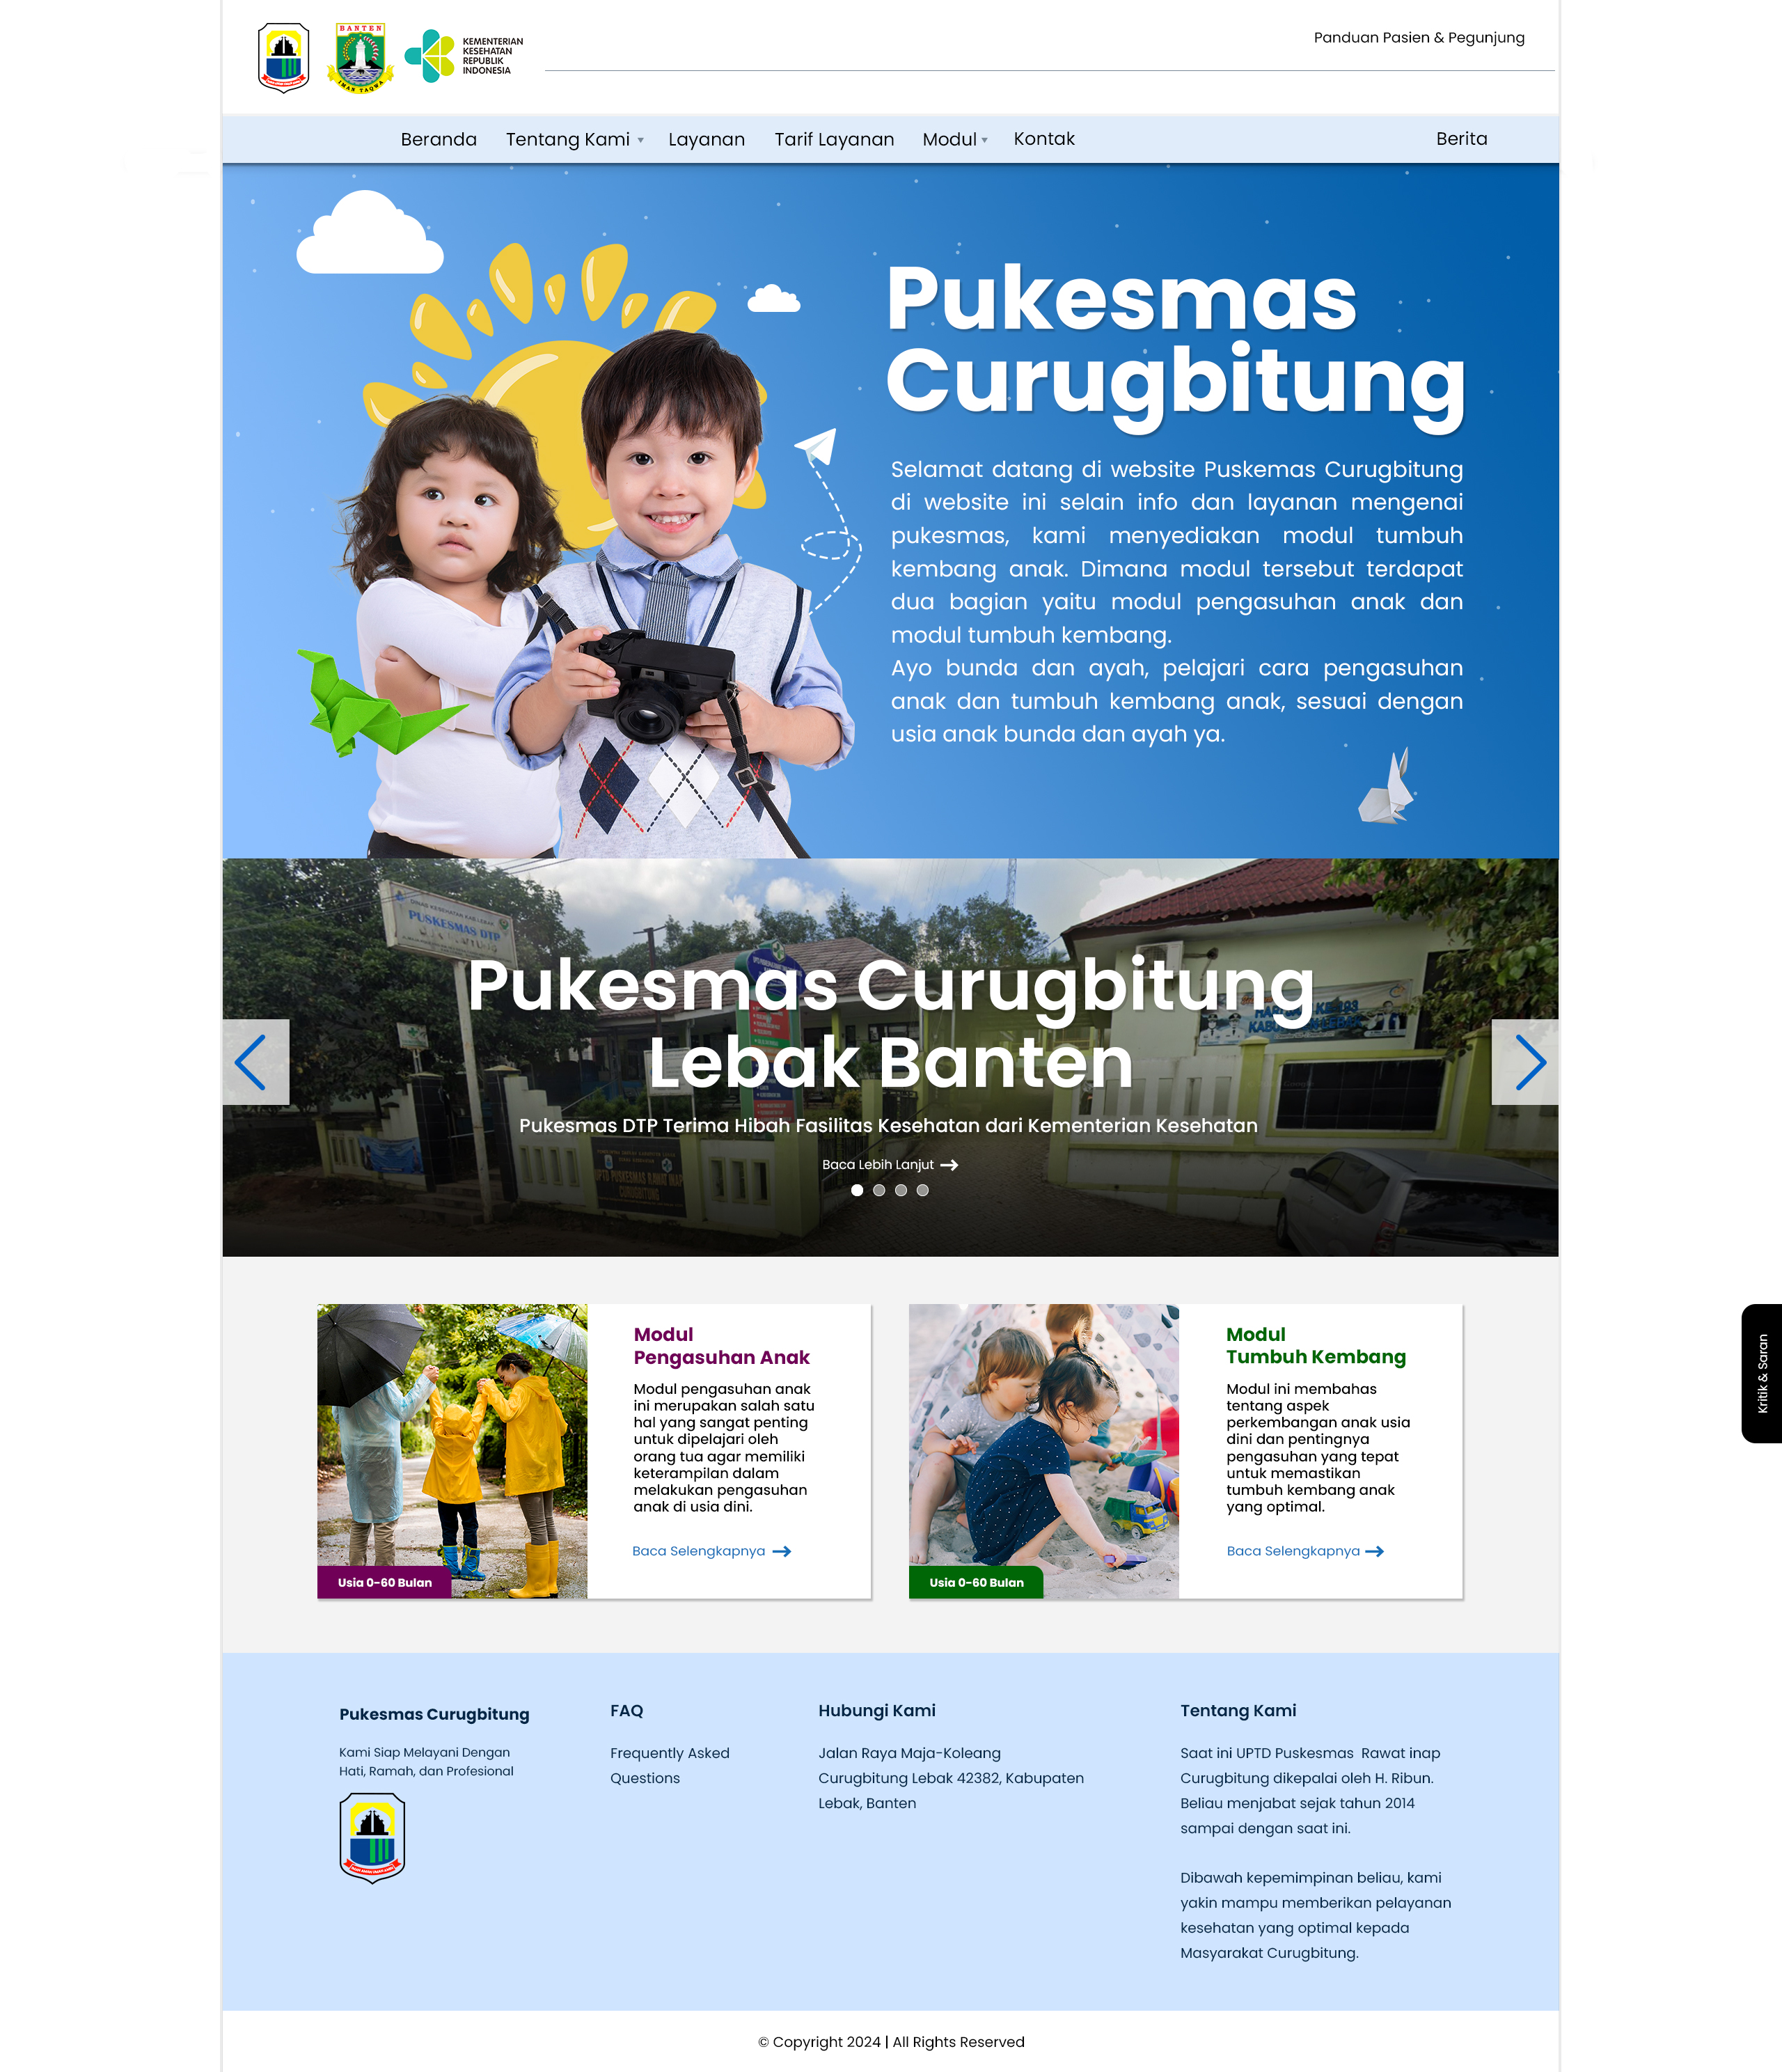 BANTEN
IMAN TAQWA
KEMENTERIAN
KESEHATAN
REPUBLIK
INDONESIA
Panduan Pasien & Pegunjung
Beranda Tentang Kami Layanan Tarif Layanan Modul Kontak Berita
Pukesmas
Curugbitung
Selamat datang di website Puskemas Curugbitung
di website ini selain info dan layanan mengenai
pukesmas, kami menyediakan modul tumbuh
kembang anak. Dimana modul tersebut terdapat
dua bagian yaitu modul pengasuhan anak dan
modul tumbuh kembang.
Ayo bunda dan ayah, pelajari cara pengasuhan
anak dan tumbuh kembang anak, sesuai dengan
usia anak bunda dan ayah ya.
PUSKESMAS DTP
Pukesmas Curugbitung
Lebak Banten
Pukesmas DTP Terima Hibah Fasilitas Kesehatan dari Kementerian Kesehatan
Baca Lebih Lanjut
UPTD PUSKESMAS RAWAT INAP
CURUGBITUNG
Modul
Pengasuhan Anak
Modul pengasuhan anak
ini merupakan salah satu
hal yang sangat penting
untuk dipelajari oleh
orang tua agar memiliki
keterampilan dalam
melakukan pengasuhan
anak di usia dini.
Baca Selengkapnya
Usia 0-60 Bulan
Modul
Tumbuh Kembang
Modul ini membahas
tentang aspek
perkembangan anak usia
dini dan pentingnya
pengasuhan yang tepat
untuk memastikan
tumbuh kembang anak
yang optimal.
Baca Selengkapnya
Usia 0-60 Bulan
Kritik & Saran
Pukesmas Curugbitung
Kami Siap Melayani Dengan
Hati, Ramah, dan Profesional
FAQ
Frequently Asked
Questions
Hubungi Kami
Jalan Raya Maja-Koleang
Curugbitung Lebak 42382, Kabupaten
Lebak, Banten
Tentang Kami
Saat ini UPTD Puskesmas Rawat inap
Curugbitung dikepalai oleh H. Ribun.
Beliau menjabat sejak tahun 2014
sampai dengan saat ini.
Dibawah kepemimpinan beliau, kami
yakin mampu memberikan pelayanan
kesehatan yang optimal kepada
Masyarakat Curugbitung.
© Copyright 2024 | All Rights Reserved